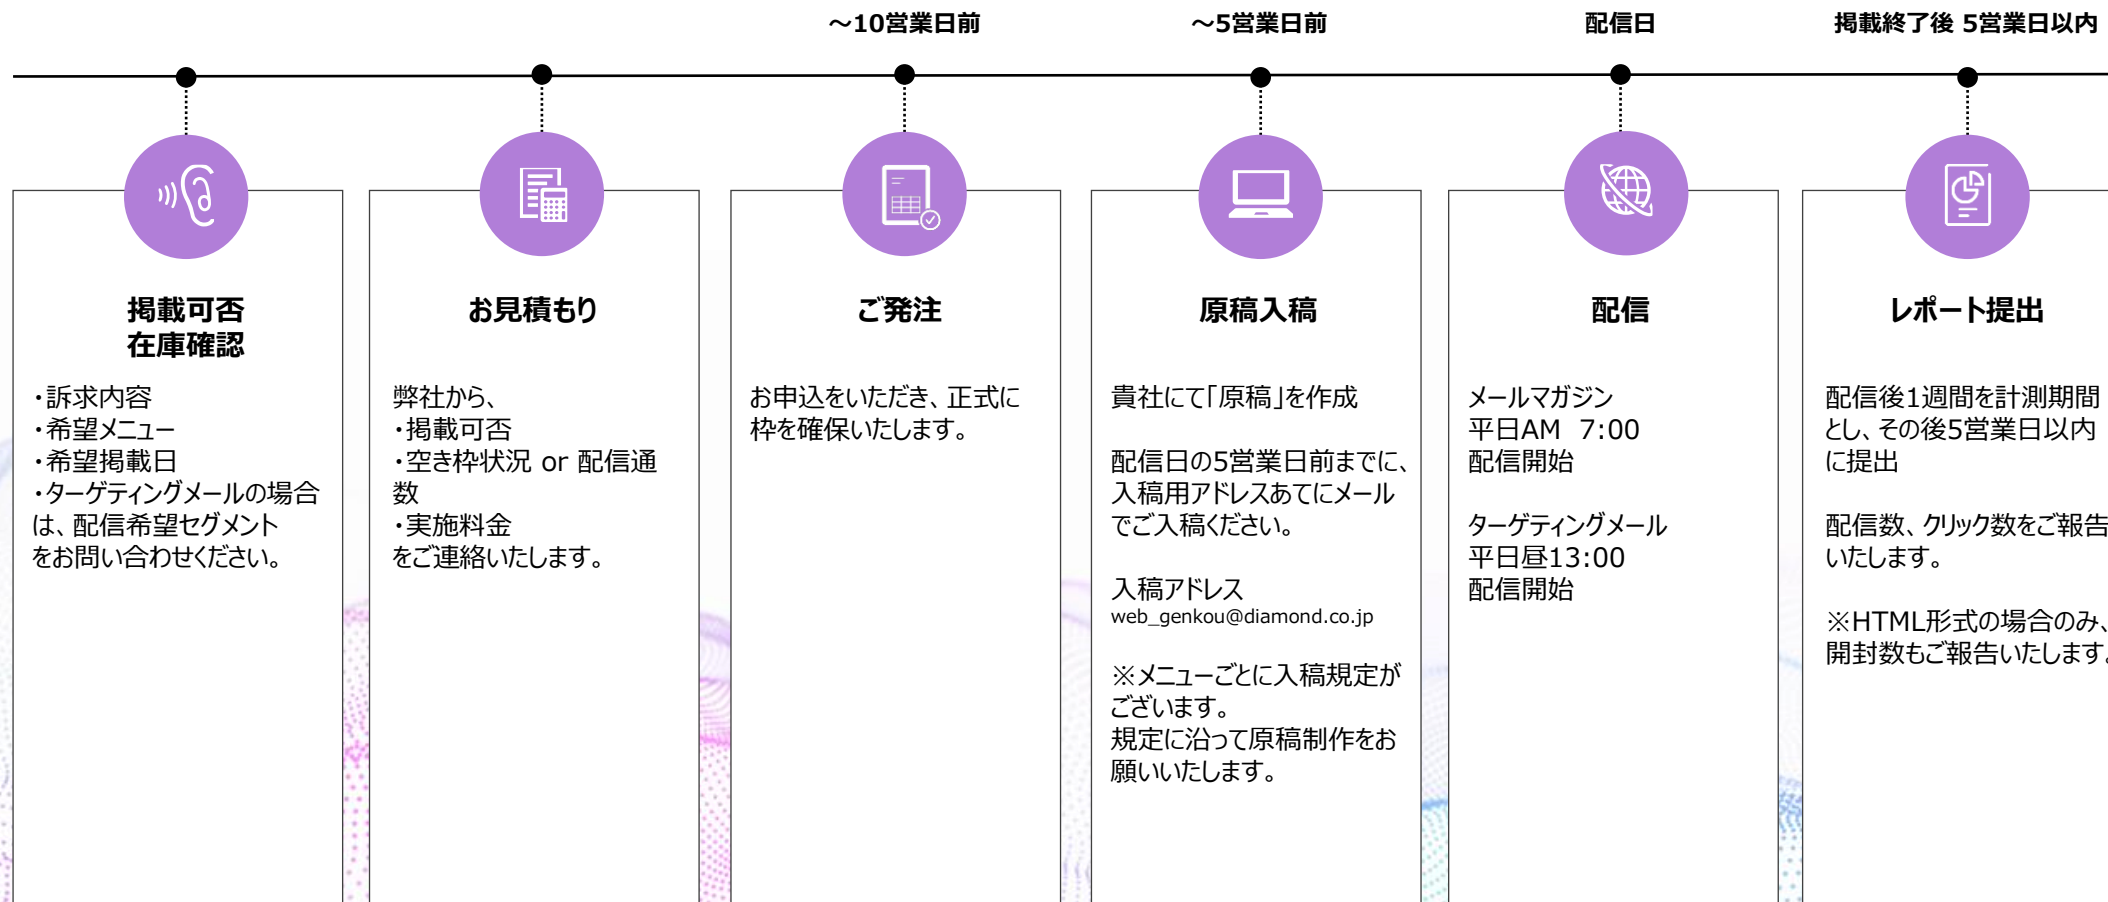 ～10営業日前
～5営業日前
配信日
掲載終了後 5営業日以内
掲載可否
在庫確認
・訴求内容
・希望メニュー
・希望掲載日
・ターゲティングメールの場合
は、配信希望セグメント
をお問い合わせください。
お見積もり
弊社から、
・掲載可否
・空き枠状況 or 配信通
数
・実施料金
をご連絡いたします。
ご発注
お申込をいただき、正式に
枠を確保いたします。
原稿入稿
貴社にて「原稿」を作成
配信日の5営業日前までに、
入稿用アドレスあてにメール
でご入稿ください。
入稿アドレス
web_genkou@diamond.co.jp
※メニューごとに入稿規定が
ございます。
規定に沿って原稿制作をお
願いいたします。
配信
メールマガジン
平日AM 7:00
配信開始
ターゲティングメール
平日昼13:00
配信開始
レポート提出
配信後1週間を計測期間
とし、その後5営業日以内
に提出
配信数、クリック数をご報告
いたします。
※HTML形式の場合のみ、
開封数もご報告いたします。